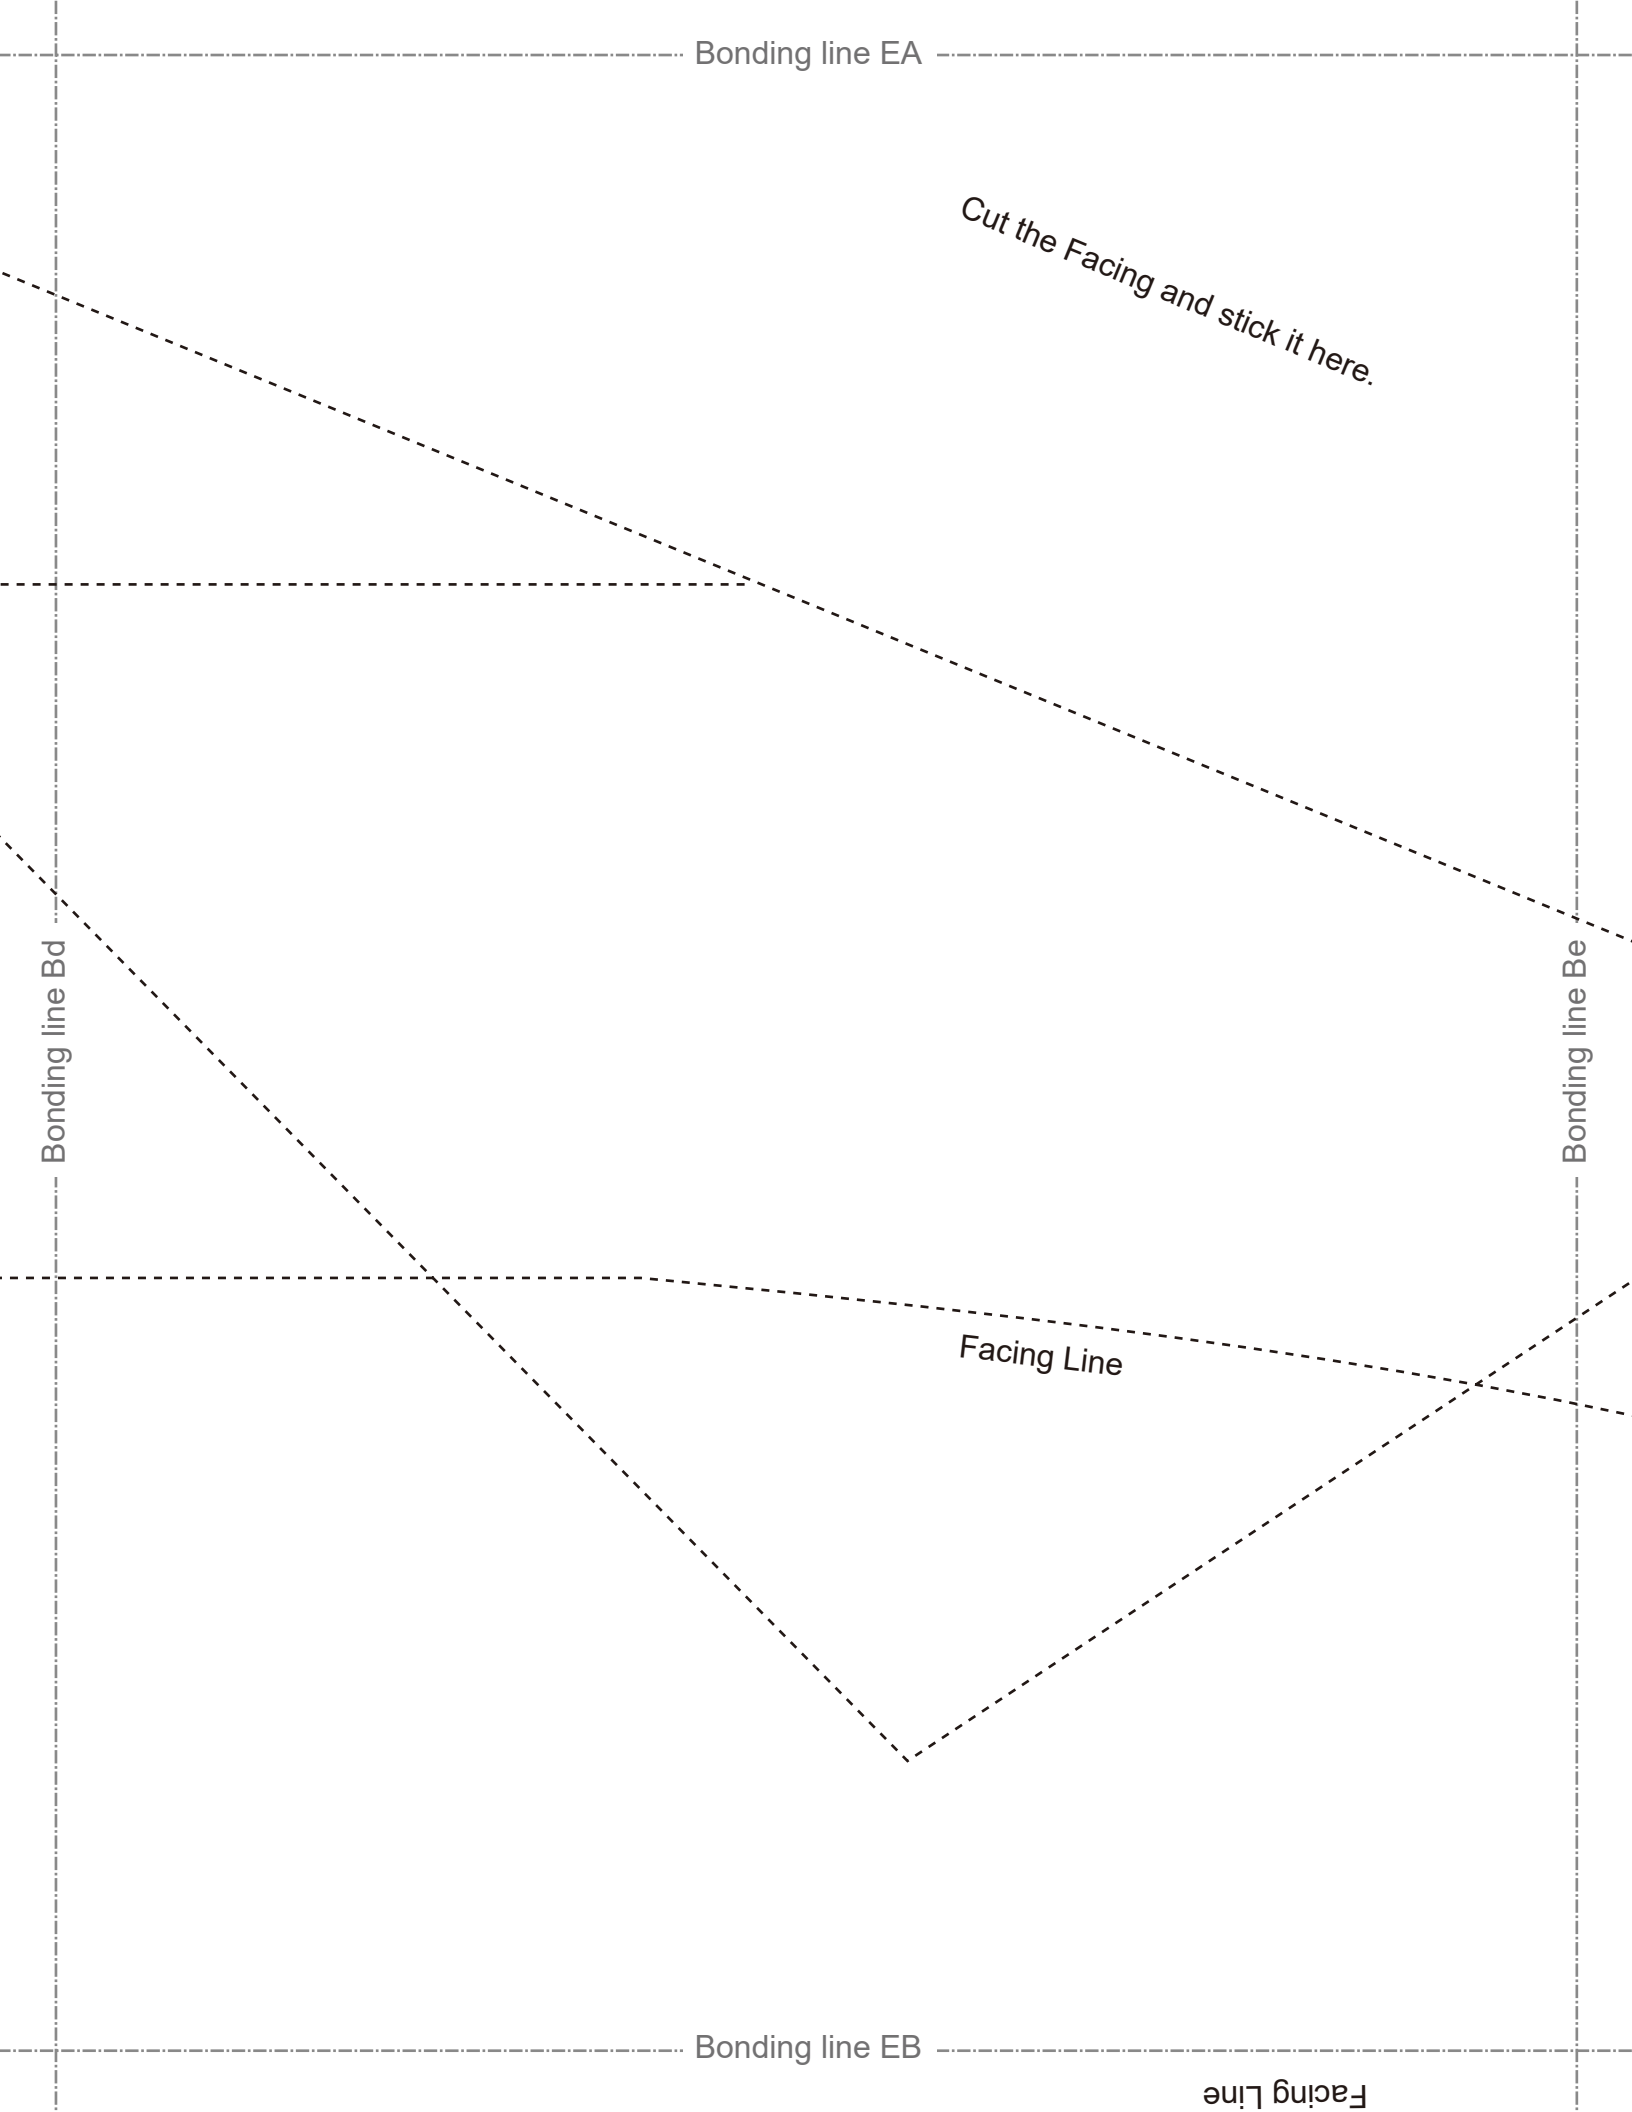 Bonding line EA
Cut the Facing and stick it here.
Bonding line Bd
Bonding line Be
Facing Line
Bonding line EB
Facing Line